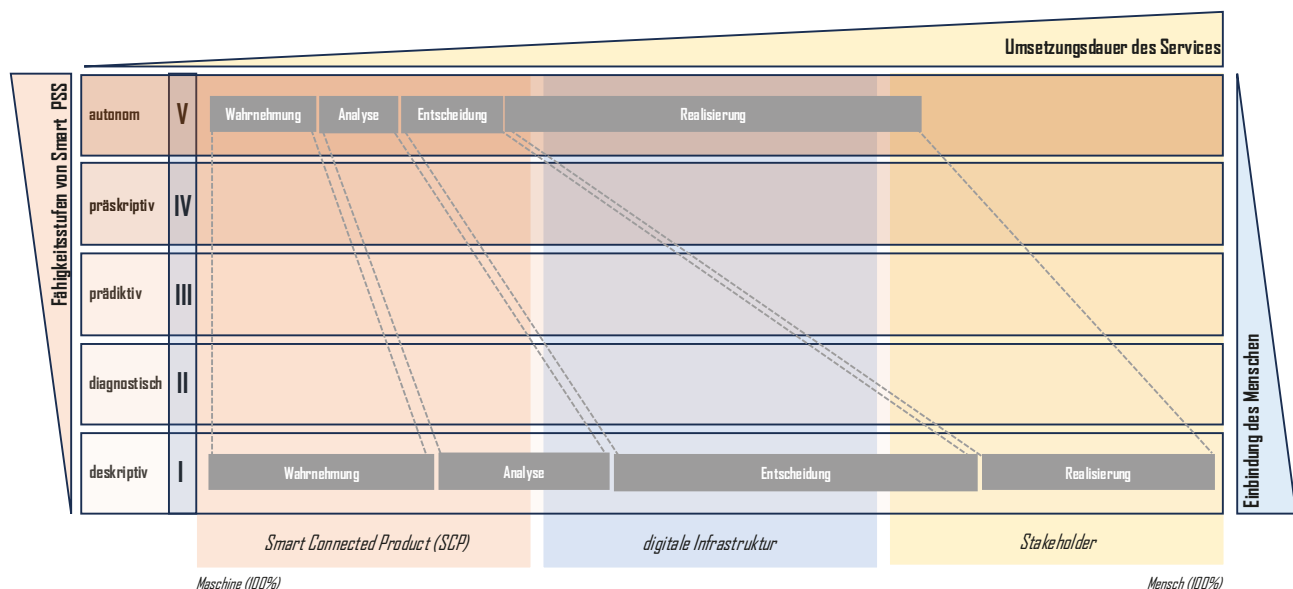 Umsetzungsdauer des Services
Fähigkeitsstufen von Smart PSS
autonom
V
Wahrnehmung
Analyse
Entscheidung
Realisierung
präskriptiv
IV
prädiktiv
III
diagnostisch
II
deskriptiv
I
Wahrnehmung
Analyse
Entscheidung
Realisierung
Einbindung des Menschen
Smart Connected Product (SCP)
digitale Infrastruktur
Stakeholder
Maschine (100%)
Mensch (100%)